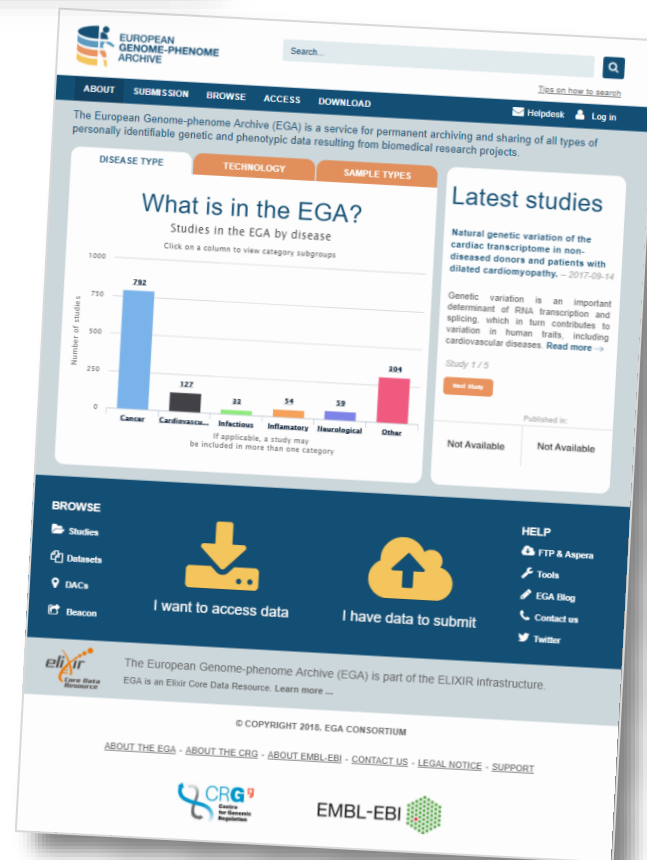 EUROPEAN
GENOME-PHENOME
ARCHIVE
Search...
Tips on how to search
ABOUT SUBMISSION BROWSE ACCESS DOWNLOAD
Helpdesk Log in
The European Genome-phenome Archive (EGA) is a service for permanent archiving and sharing of all types of
personally identifiable genetic and phenotypic data resulting from biomedical research projects.
DISEASE TYPE TECHNOLOGY SAMPLE TYPES
What is in the EGA?
Studies in the EGA by disease
Click on a column to view category subgroups
Number of studies
1000
750
500
250
0
792
127
54
59
Cancer Cardiovascu... Infectious Inflamatory Neurological Other
If applicable, a study may
be included in more than one category
Latest studies
Natural genetic variation of the
cardiac transcriptome in non-
diseased donors and patients with
dilated cardiomyopathy. – 2017-09-14
Genetic variation is an important
determinant of RNA transcription and
splicing, which in turn contributes to
variation in human traits, including
cardiovascular diseases. Read more →
Study 1 / 5
Next Study
Published in:
Not Available Not Available
BROWSE
Studies
Datasets
DACs
Beacon
I want to access data
I have data to submit
HELP
FTP & Aspera
Tools
EGA Blog
Contact us
Twitter
elixir
Core Data
Resource
The European Genome-phenome Archive (EGA) is part of the ELIXIR infrastructure.
EGA is an Elixir Core Data Resource. Learn more ...
© COPYRIGHT 2018. EGA CONSORTIUM
ABOUT THE EGA - ABOUT THE CRG - ABOUT EMBL-EBI - CONTACT US - LEGAL NOTICE - SUPPORT
CRG
Centre
for Genomic
Regulation
EMBL-EBI